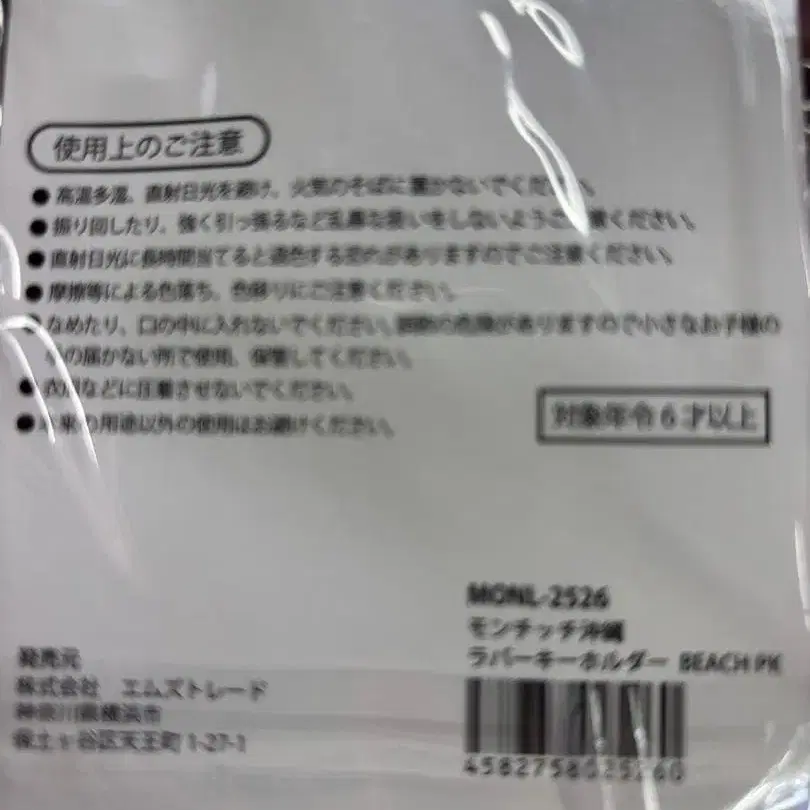 使用上のご注意
● 高温多湿、直射日光を避け、火気のそばに置かないでください。
● 振り回したり、強く引っ張るなど乱暴な扱いをしないようご注意ください。
● 直射日光に長時間当てると退色する恐れがありますのでご注意ください。
● 摩擦等による色落ち、色移りにご注意ください。
● なめたり、口の中に入れないでください。誤飲の危険がありますので小さなお子様の
の届かない所で使用、保管してください。
● 衣服などに圧着させないでください。
● 本来の用途以外の使用はお避けください。
対象年令6才以上
MONL-2526
モンチッチ沖縄
ラバーキーホルダー BEACH PK
発売元
株式会社 エムズトレード
神奈川県横浜市
保土ヶ谷区天王町1-27-1